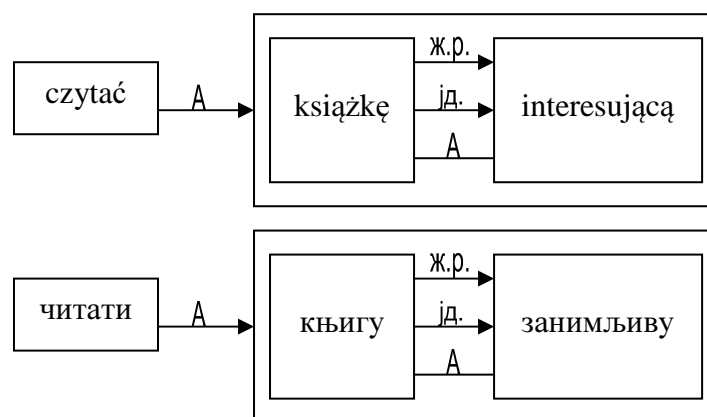 ж.р.
czytać A książkę јд. interesującą
A
ж.р.
читати A књигу јд. занимљиву
A